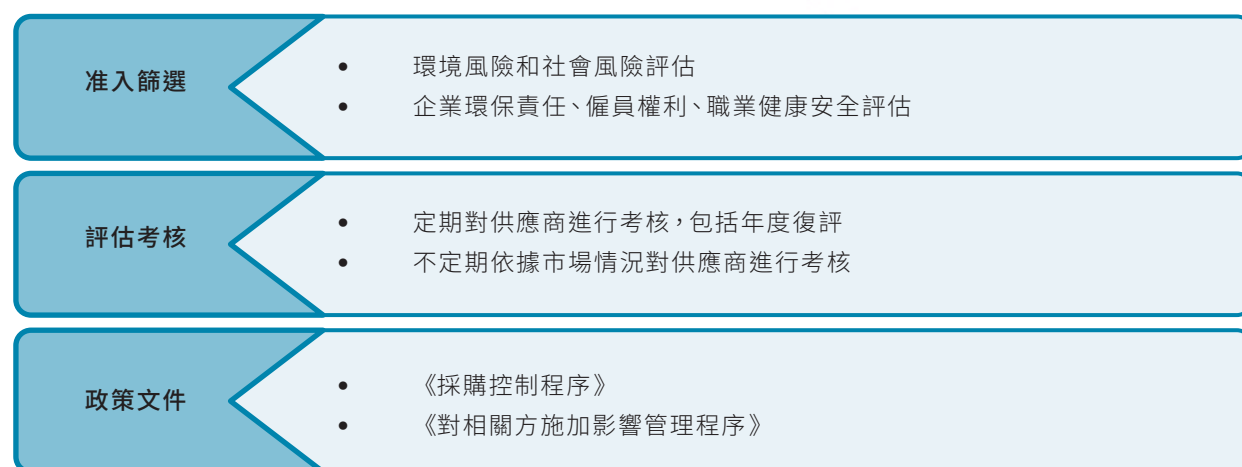 准入篩選
• 環境風險和社會風險評估
• 企業環保責任、僱員權利、職業健康安全評估
評估考核
• 定期對供應商進行考核，包括年度復評
• 不定期依據市場情況對供應商進行考核
政策文件
• 《採購控制程序》
• 《對相關方施加影響管理程序》